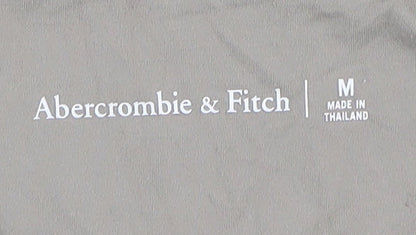 Abercrombie & Fitch | M
MADE IN
THAILAND